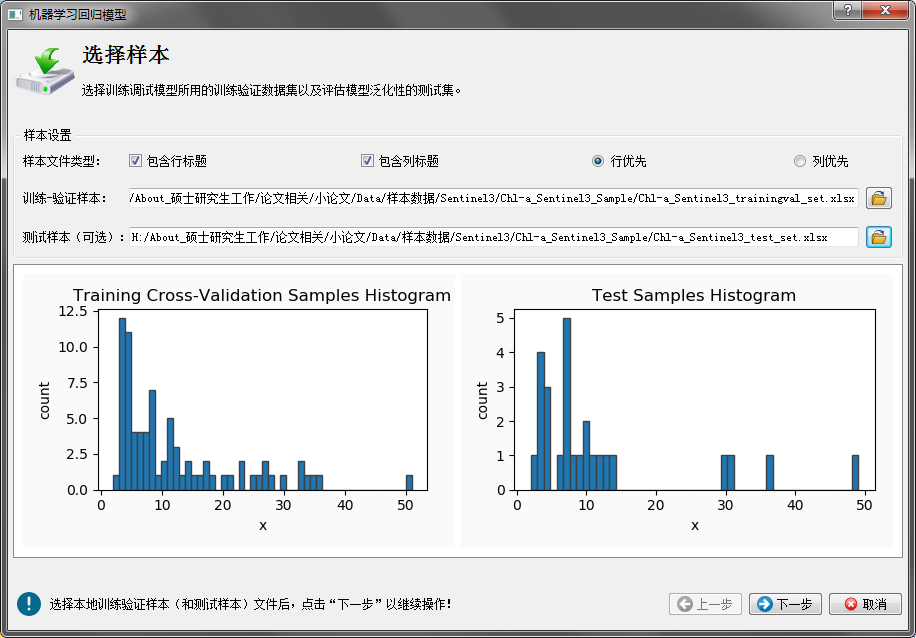 机器学习回归模型
选择样本
选择训练调试模型所用的训练验证数据集以及评估模型泛化性的测试集。
样本设置
样本文件类型： 包含行标题 包含列标题 行优先 列优先
训练-验证样本： /About_硕士研究生工作/论文相关/小论文/Data/样本数据/Sentinel3/Chl-a_Sentinel3_Sample/Chl-a_Sentinel3_trainingval_set.xlsx
测试样本（可选）： H:/About_硕士研究生工作/论文相关/小论文/Data/样本数据/Sentinel3/Chl-a_Sentinel3_Sample/Chl-a_Sentinel3_test_set.xlsx
Training Cross-Validation Samples Histogram
12.5
10.0
7.5
5.0
2.5
0.0
count
0 10 20 30 40 50
x
Test Samples Histogram
5
4
3
2
1
0
count
0 10 20 30 40 50
x
选择本地训练验证样本（和测试样本）文件后，点击“下一步”以继续操作！
上一步 下一步 取消